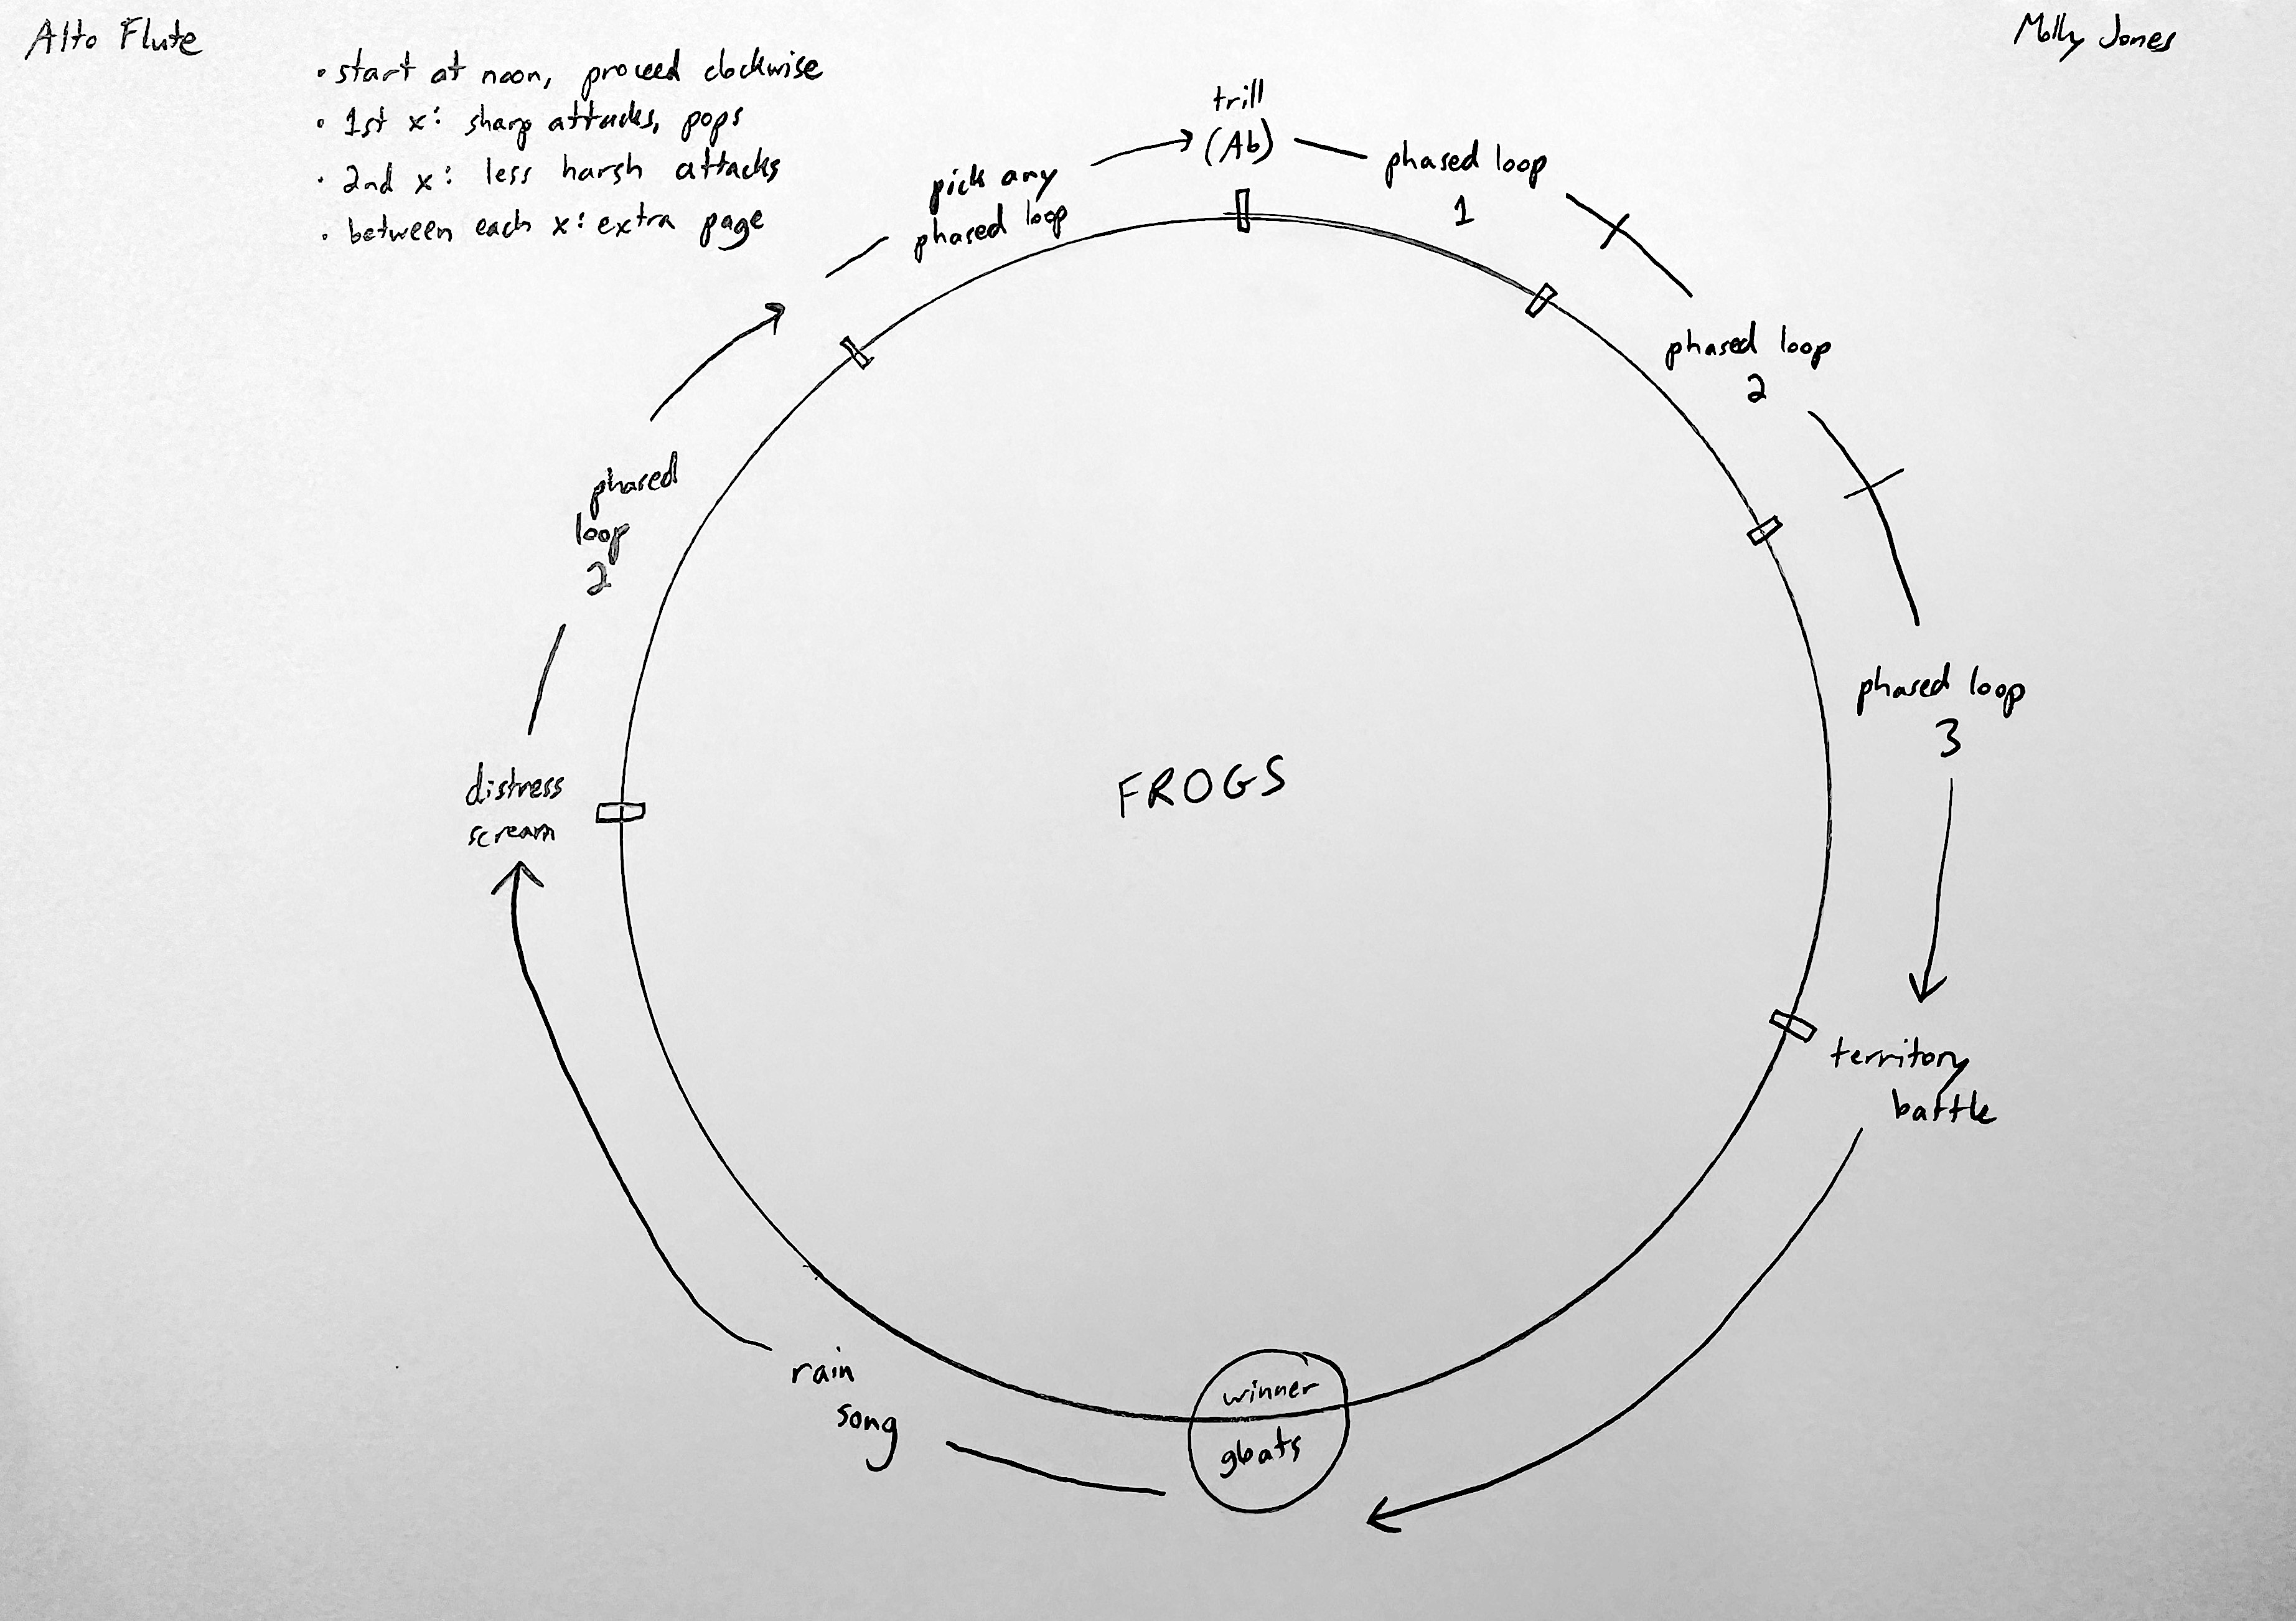 Alto Flute
Molly Jones
• start at noon, proceed clockwise
• 1st x: sharp attacks, pops
• 2nd x: less harsh attacks
• between each x: extra page
trill
(Ab)
phased loop
1
phased loop
2
phased loop
3
territory
battle
winner
gloats
rain
song
distress
scream
phased
loop
2
pick any
phased loop
FROGS